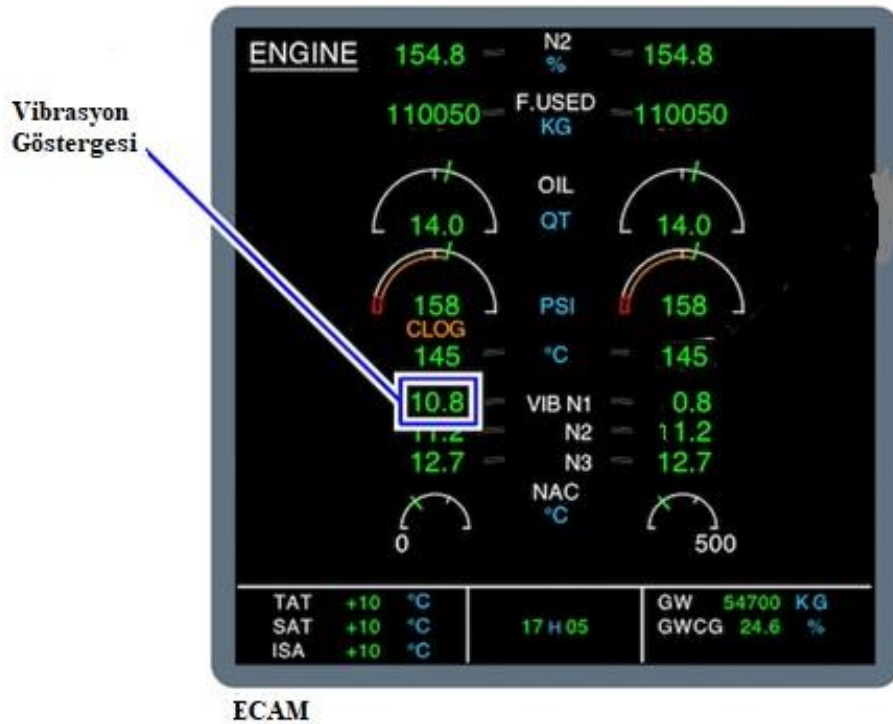 ENGINE 154.8 N2 154.8
%
110050 F.USED 110050
KG
Vibrasyon
Göstergesi
OIL
14.0 QT 14.0
158 PSI 158
CLOG
145 °C 145
10.8 VIB N1 0.8
11.2 N2 11.2
12.7 N3 12.7
NAC
°C
0 500
TAT +10 °C
SAT +10 °C
ISA +10 °C
17 H 05
GW 54700 KG
GWCG 24.6 %
ECAM